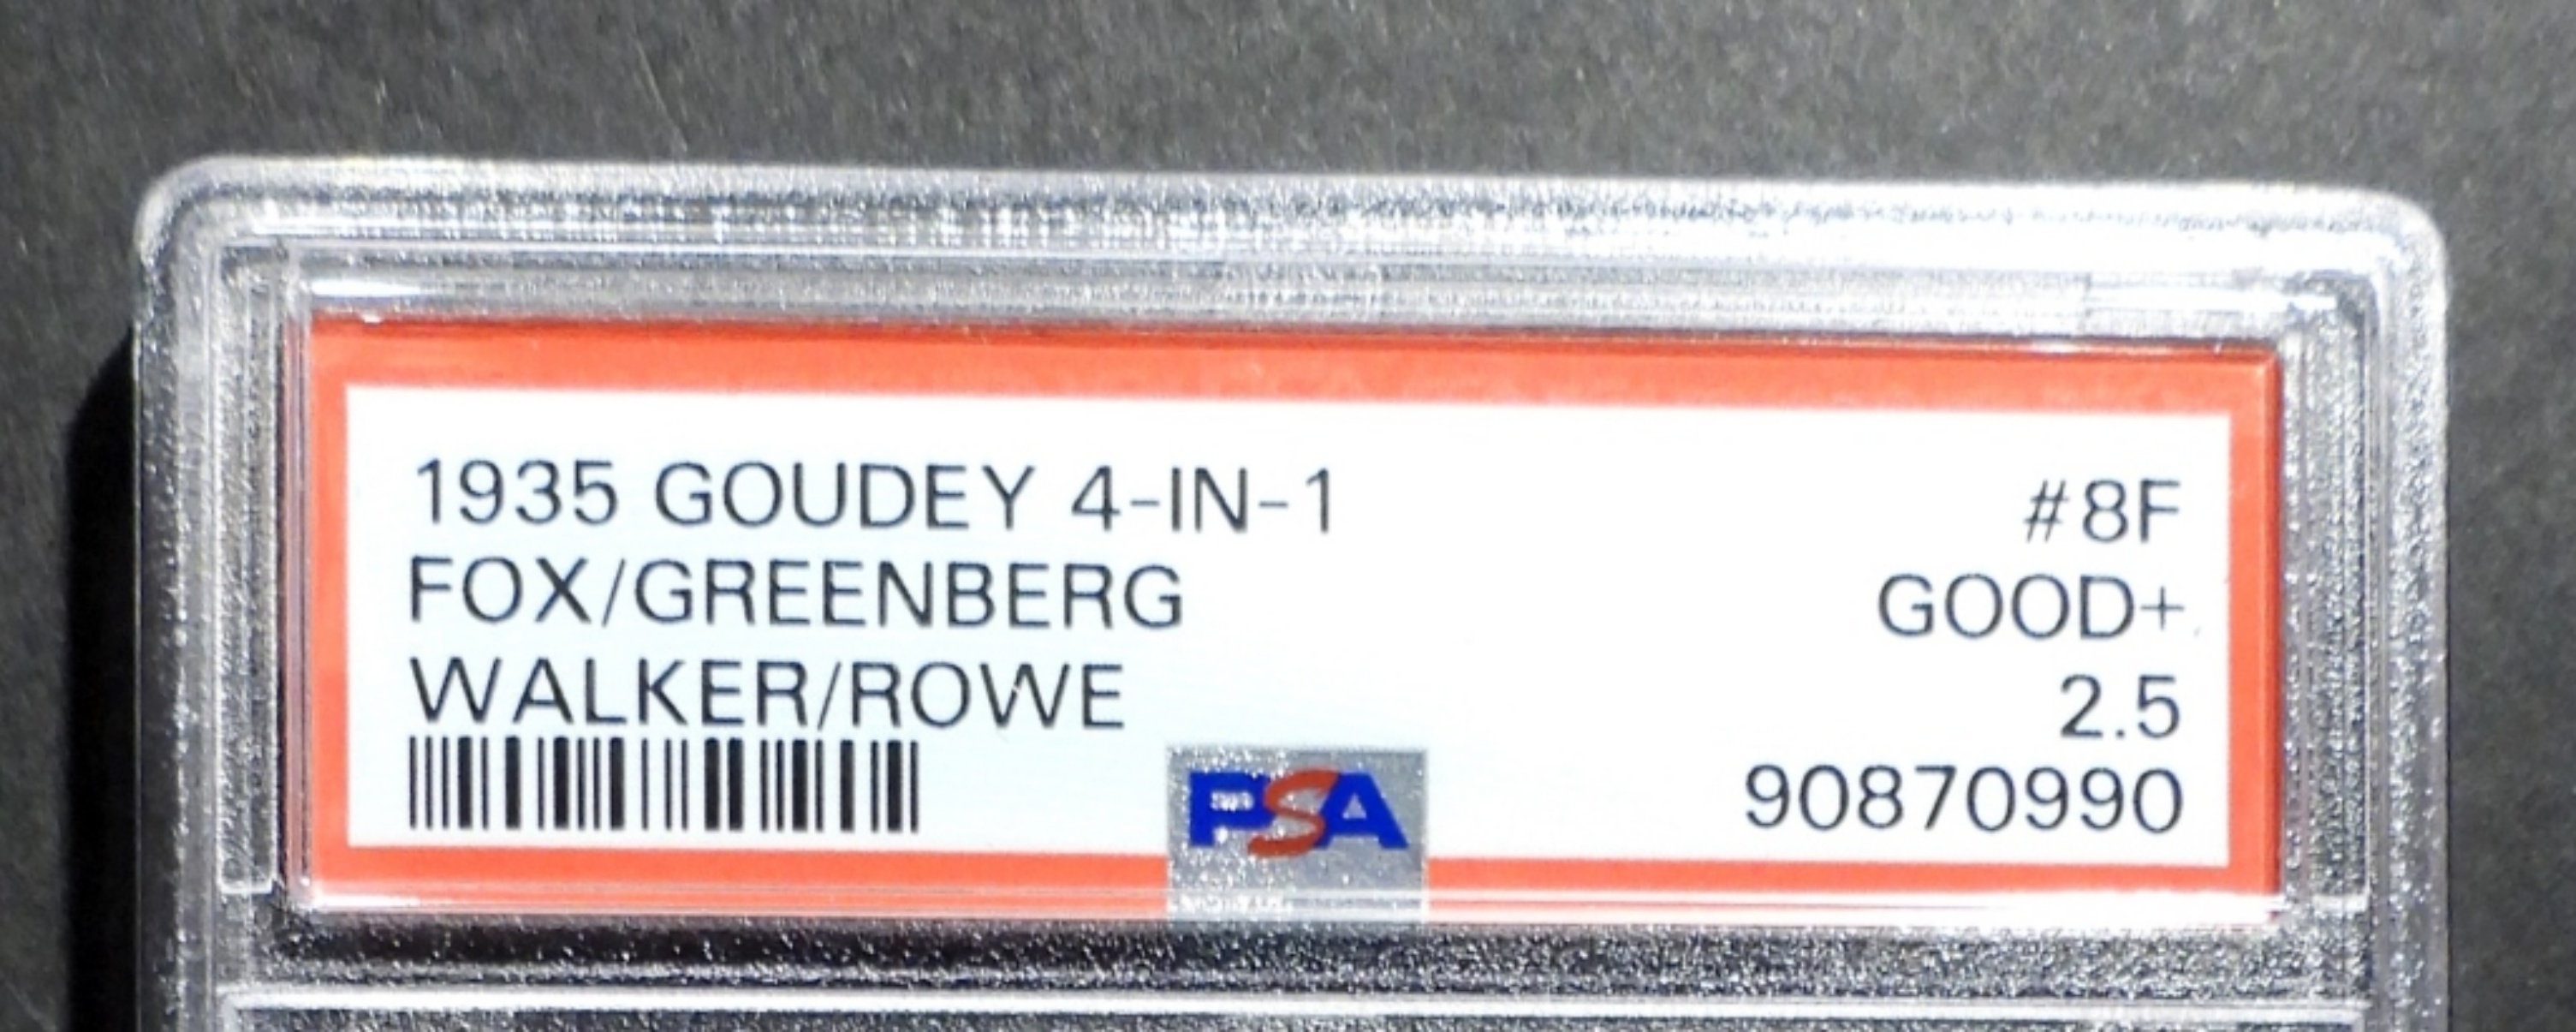 1935 GOUDEY 4-IN-1 #8F
FOX/GREENBERG GOOD+
WALKER/ROWE 2.5
PSA 90870990